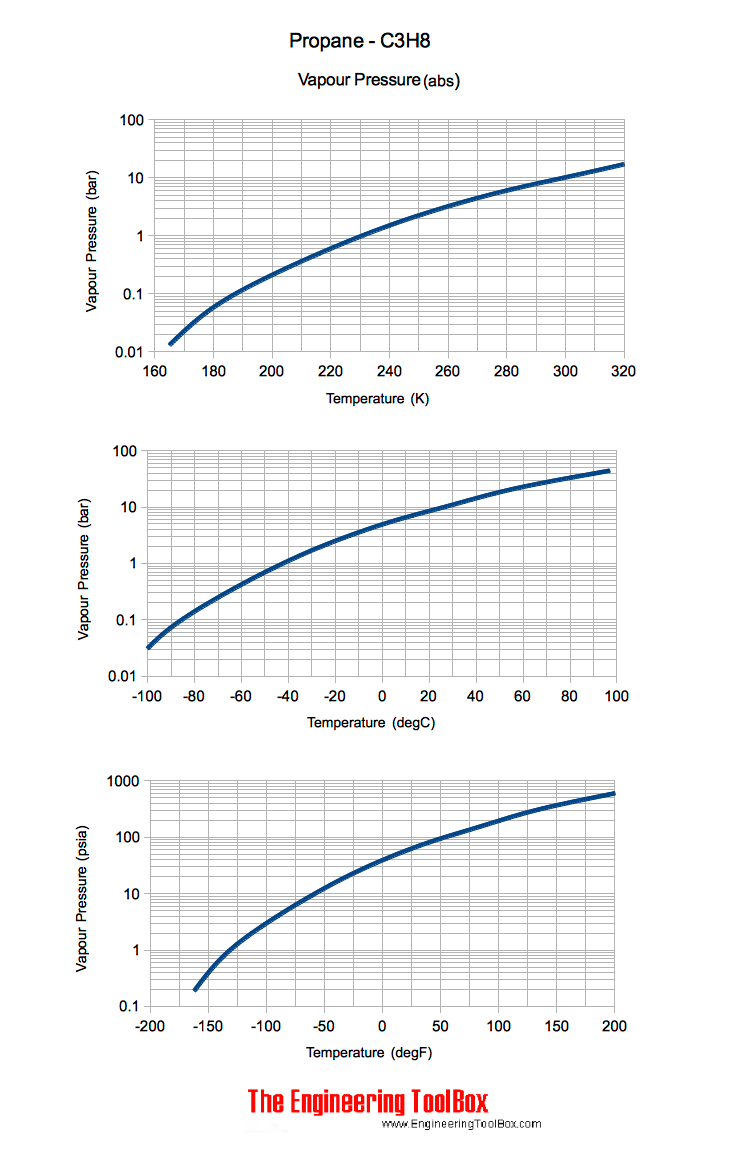 Propane - C3H8
Vapour Pressure (abs)
Vapour Pressure (bar)
100
10
1
0.1
0.01
160 180 200 220 240 260 280 300 320
Temperature (K)
Vapour Pressure (bar)
100
10
1
0.1
0.01
-100 -80 -60 -40 -20 0 20 40 60 80 100
Temperature (degC)
Vapour Pressure (psia)
1000
100
10
1
0.1
-200 -150 -100 -50 0 50 100 150 200
Temperature (degF)
The Engineering ToolBox
www.EngineeringToolBox.com